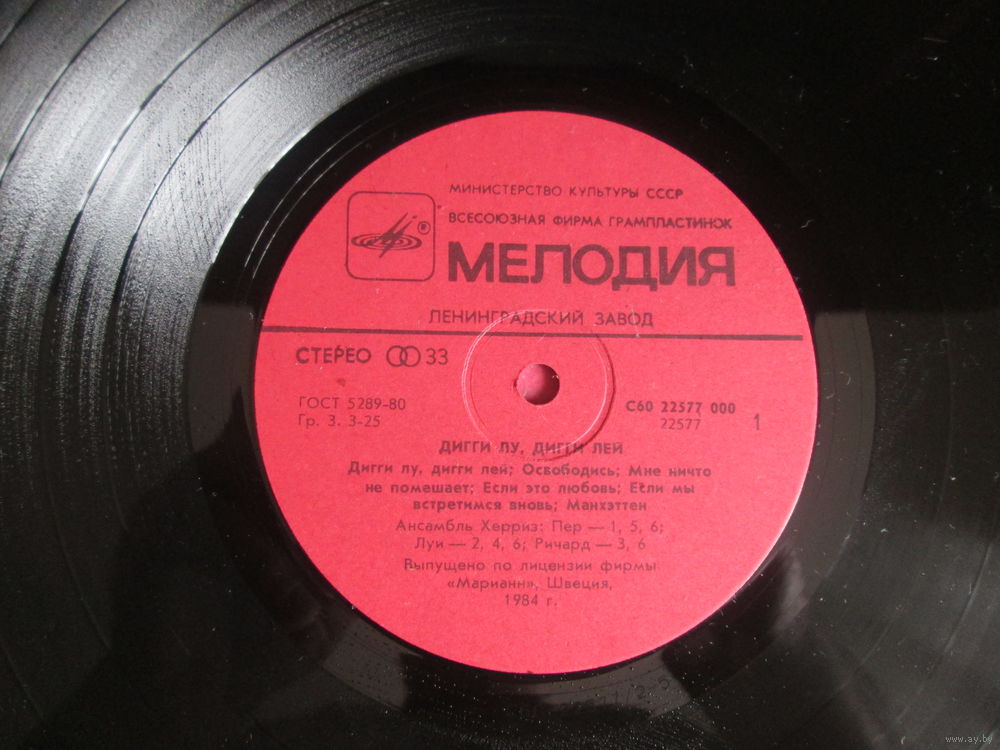 МИНИСТЕРСТВО КУЛЬТУРЫ СССР
ВСЕСОЮЗНАЯ ФИРМА ГРАМПЛАСТИНОК
®
МЕЛОДИЯ
ЛЕНИНГРАДСКИЙ ЗАВОД
СТЕРЕО 33
ГОСТ 5289-80
Гр. 3. 3-25
С60 22577 000
22577 1
ДИГГИ ЛУ, ДИГГИ ЛЕЙ
Дигги лу, дигги лей; Освободись; Мне ничто
не помешает; Если это любовь; Если мы
встретимся вновь; Манхэттен
Ансамбль Херриз: Пер — 1, 5, 6;
Луи — 2, 4, 6; Ричард — 3, 6
Выпущено по лицензии фирмы
«Марианн», Швеция,
1984 г.
www.ay.by